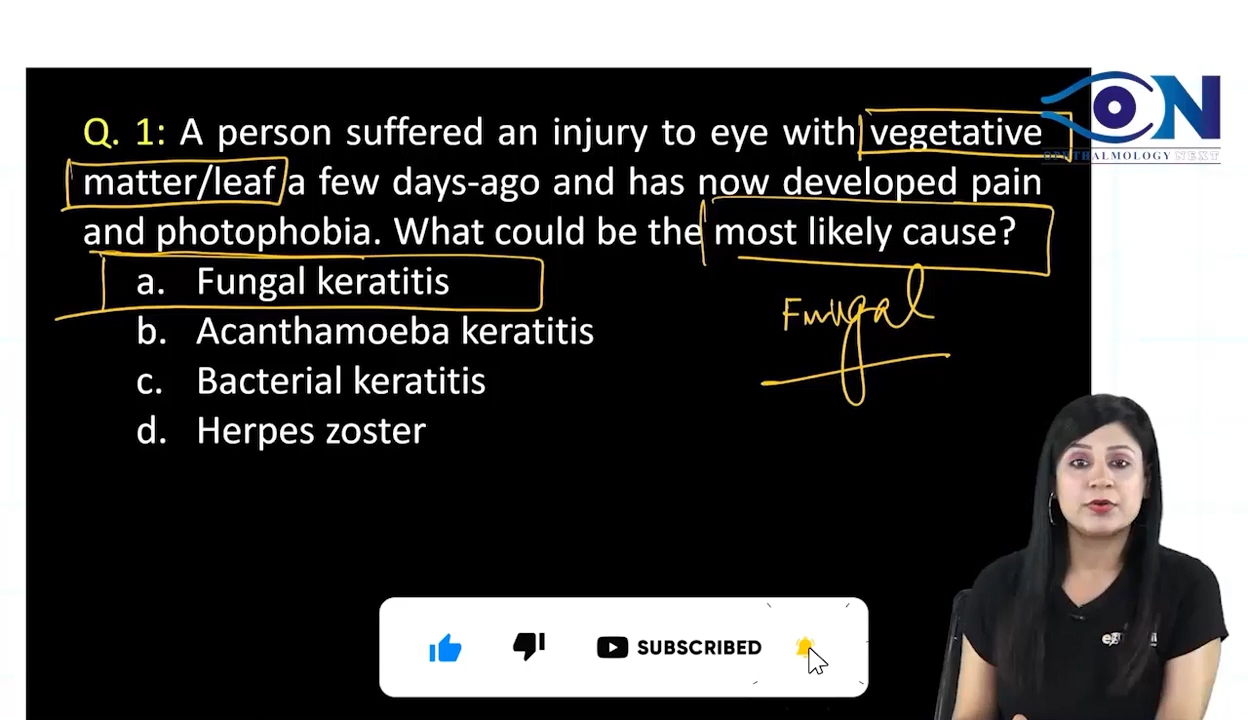 ON
OPHTHALMOLOGY NEXT
Q. 1: A person suffered an injury to eye with vegetative
matter/leaf a few days-ago and has now developed pain
and photophobia. What could be the most likely cause?
a. Fungal keratitis
Fungal
b. Acanthamoeba keratitis
c. Bacterial keratitis
d. Herpes zoster
SUBSCRIBED